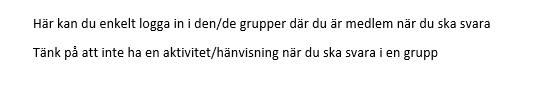 Här kan du enkelt logga in i den/de grupper där du är medlem när du ska svara
Tänk på att inte ha en aktivitet/hänvisning när du ska svara i en grupp